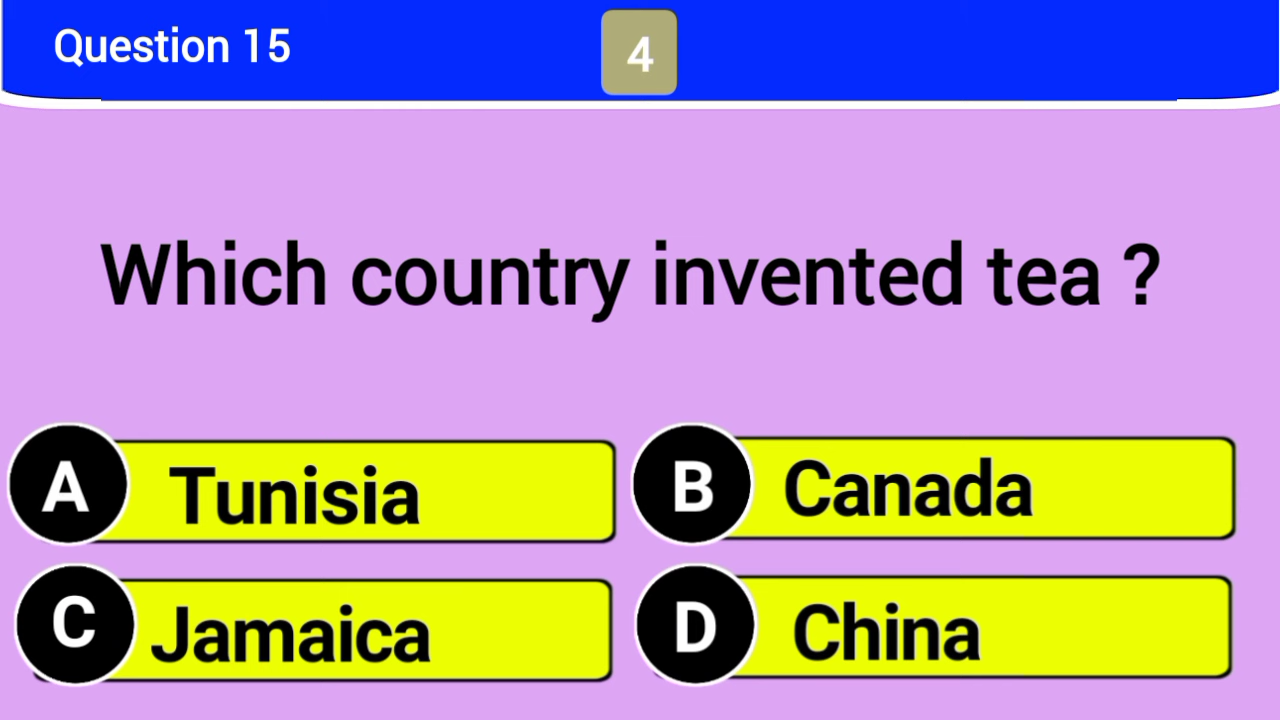 Question 15
4
Which country invented tea ?
A Tunisia
B Canada
C Jamaica
D China